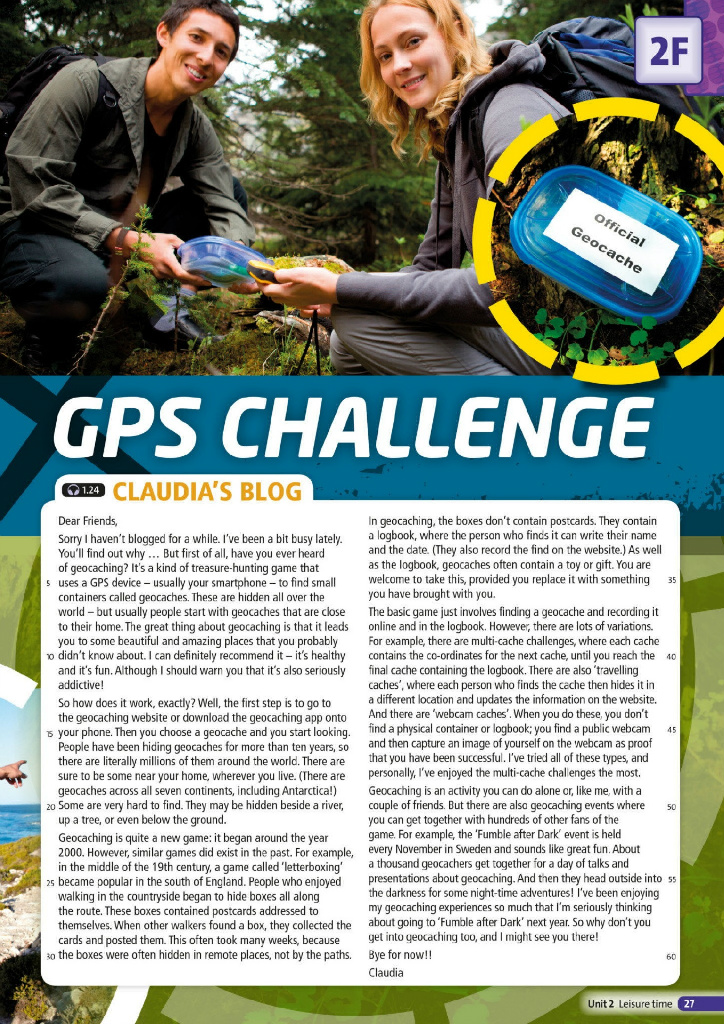 2F
Official
Geocache
GPS CHALLENGE
1.24 CLAUDIA'S BLOG
Dear Friends,
Sorry I haven't blogged for a while. I've been a bit busy lately.
You'll find out why … But first of all, have you ever heard
of geocaching? It's a kind of treasure-hunting game that
5 uses a GPS device – usually your smartphone – to find small
containers called geocaches. These are hidden all over the
world – but usually people start with geocaches that are close
to their home. The great thing about geocaching is that it leads
you to some beautiful and amazing places that you probably
10 didn't know about. I can definitely recommend it – it's healthy
and it's fun. Although I should warn you that it's also seriously
addictive!
So how does it work, exactly? Well, the first step is to go to
the geocaching website or download the geocaching app onto
15 your phone. Then you choose a geocache and you start looking.
People have been hiding geocaches for more than ten years, so
there are literally millions of them around the world. There are
sure to be some near your home, wherever you live. (There are
geocaches across all seven continents, including Antarctica!)
20 Some are very hard to find. They may be hidden beside a river,
up a tree, or even below the ground.
Geocaching is quite a new game: it began around the year
2000. However, similar games did exist in the past. For example,
in the middle of the 19th century, a game called 'letterboxing'
25 became popular in the south of England. People who enjoyed
walking in the countryside began to hide boxes all along
the route. These boxes contained postcards addressed to
themselves. When other walkers found a box, they collected the
cards and posted them. This often took many weeks, because
30 the boxes were often hidden in remote places, not by the paths.
In geocaching, the boxes don't contain postcards. They contain
a logbook, where the person who finds it can write their name
and the date. (They also record the find on the website.) As well
as the logbook, geocaches often contain a toy or gift. You are
welcome to take this, provided you replace it with something 35
you have brought with you.
The basic game just involves finding a geocache and recording it
online and in the logbook. However, there are lots of variations.
For example, there are multi-cache challenges, where each cache
contains the co-ordinates for the next cache, until you reach the 40
final cache containing the logbook. There are also 'travelling
caches', where each person who finds the cache then hides it in
a different location and updates the information on the website.
And there are 'webcam caches'. When you do these, you don't
find a physical container or logbook; you find a public webcam 45
and then capture an image of yourself on the webcam as proof
that you have been successful. I've tried all of these types, and
personally, I've enjoyed the multi-cache challenges the most.
Geocaching is an activity you can do alone or, like me, with a
couple of friends. But there are also geocaching events where 50
you can get together with hundreds of other fans of the
game. For example, the 'Fumble after Dark' event is held
every November in Sweden and sounds like great fun. About
a thousand geocachers get together for a day of talks and
presentations about geocaching. And then they head outside into 55
the darkness for some night-time adventures! I've been enjoying
my geocaching experiences so much that I'm seriously thinking
about going to 'Fumble after Dark' next year. So why don't you
get into geocaching too, and I might see you there!
Bye for now!! 60
Claudia
Unit 2 Leisure time 27